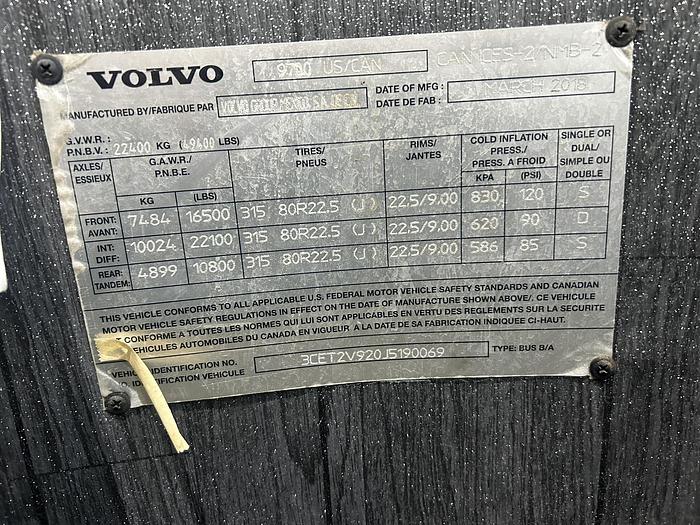 VOLVO 9700 US/CAN CAN ICES-2/NMB-2
MANUFACTURED BY/FABRIQUE PAR VOLVO GROUP MEXICO, S.A. DE C.V. DATE OF MFG : MARCH 2018
DATE DE FAB :
G.V.W.R. :
P.N.B.V. : 22400 KG (49400 LBS)
AXLES/ ESSIEUX G.A.W.R./ P.N.B.E. TIRES/ PNEUS RIMS/ JANTES COLD INFLATION PRESS./ PRESS. A FROID SINGLE OR DUAL/ SIMPLE OU DOUBLE
KG (LBS) KPA (PSI)
FRONT: AVANT: 7484 16500 315 80R22.5 (J) 22.5/9.00 830 120 S
INT: DIFF: 10024 22100 315 80R22.5 (J) 22.5/9.00 620 90 D
REAR: TANDEM: 4899 10800 315 80R22.5 (J) 22.5/9.00 586 85 S
THIS VEHICLE CONFORMS TO ALL APPLICABLE U.S. FEDERAL MOTOR VEHICLE SAFETY STANDARDS AND CANADIAN
MOTOR VEHICLE SAFETY REGULATIONS IN EFFECT ON THE DATE OF MANUFACTURE SHOWN ABOVE/. CE VEHICULE
EST CONFORME A TOUTES LES NORMES QUI LUI SONT APPLICABLES EN VERTU DES REGLEMENTS SUR LA SECURITE
VEHICULES AUTOMOBILES DU CANADA EN VIGUEUR A LA DATE DE SA FABRICATION INDIQUEE CI-HAUT.
VEHICLE IDENTIFICATION NO. 3CET2V920J5190069 TYPE: BUS B/A
NO. IDENTIFICATION VEHICULE